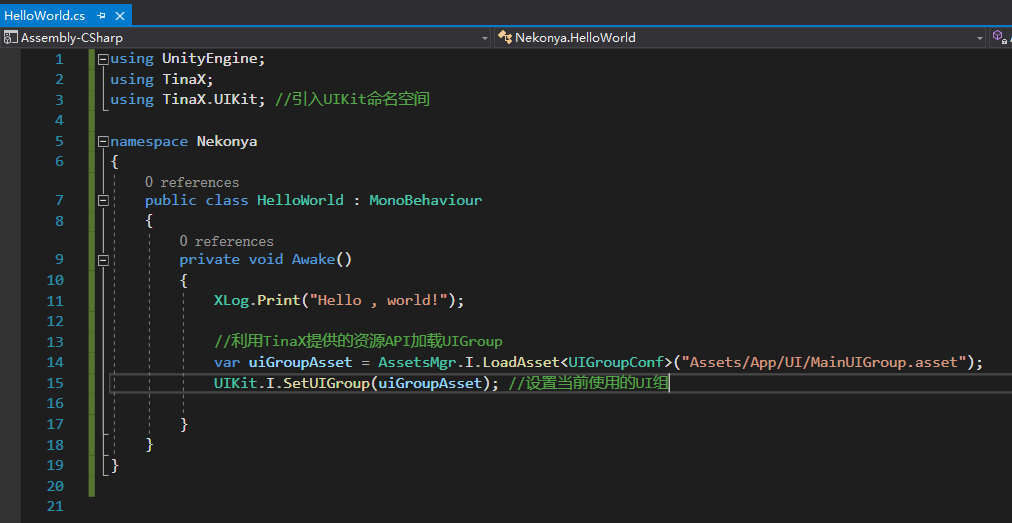 HelloWorld.cs
Assembly-CSharp Nekonya.HelloWorld
1 using UnityEngine;
2 using TinaX;
3 using TinaX.UIKit; //引入UIKit命名空间
4
5 namespace Nekonya
6 {
0 references
7 public class HelloWorld : MonoBehaviour
8 {
0 references
9 private void Awake()
10 {
11 XLog.Print("Hello , world!");
12
13 //利用TinaX提供的资源API加载UIGroup
14 var uiGroupAsset = AssetsMgr.I.LoadAsset<UIGroupConf>("Assets/App/UI/MainUIGroup.asset");
15 UIKit.I.SetUIGroup(uiGroupAsset); //设置当前使用的UI组
16
17 }
18 }
19 }
20
21